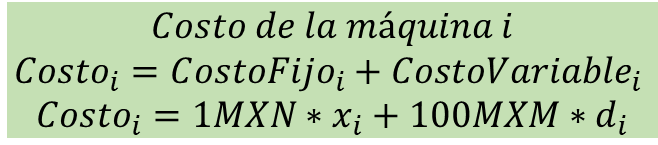 Costo de la máquina i
Costo_i = CostoFijo_i + CostoVariable_i
Costo_i = 1MXN * x_i + 100MXM * d_i